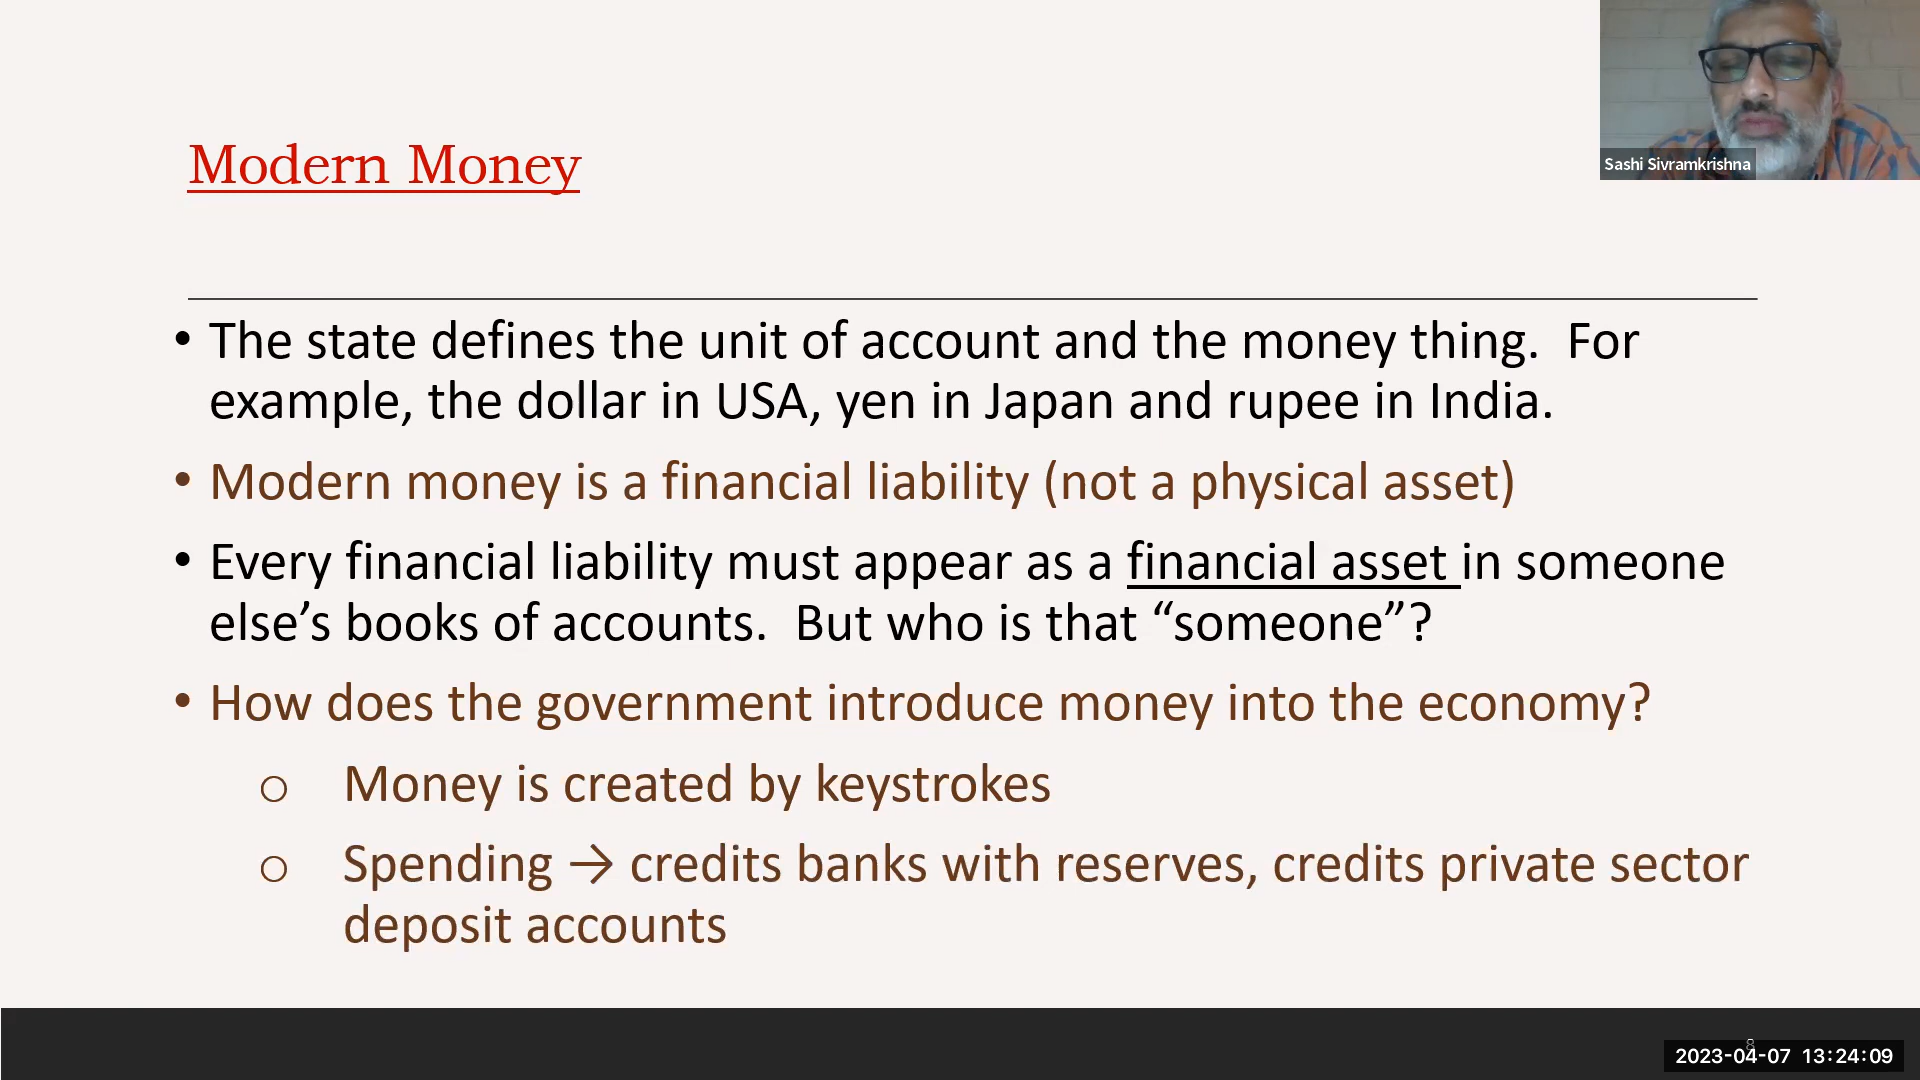 Sashi Sivramkrishna
Modern Money
• The state defines the unit of account and the money thing.  For
example, the dollar in USA, yen in Japan and rupee in India.
• Modern money is a financial liability (not a physical asset)
• Every financial liability must appear as a financial asset in someone
else’s books of accounts.  But who is that “someone”?
• How does the government introduce money into the economy?
o Money is created by keystrokes
o Spending → credits banks with reserves, credits private sector
deposit accounts
8
2023-04-07 13:24:09